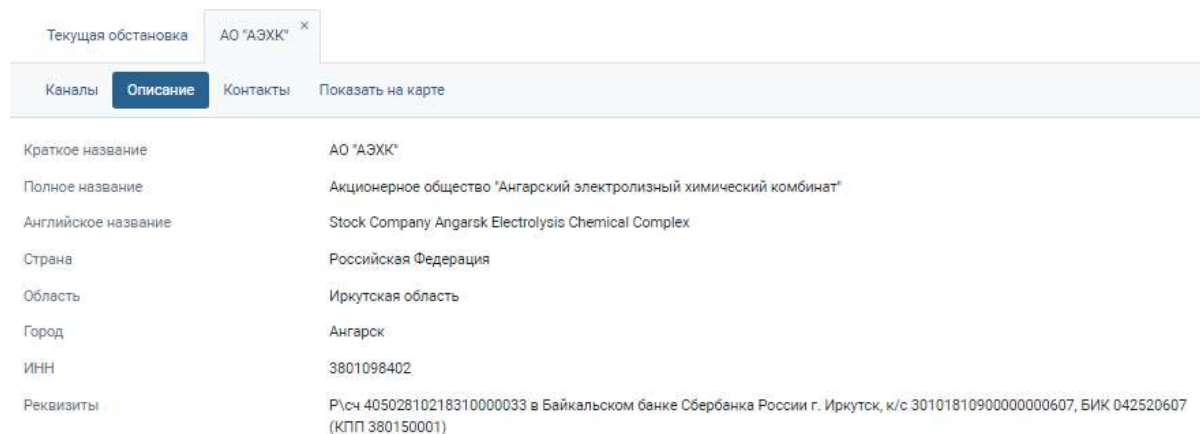 Текущая обстановка АО "АЭХК" ×
Каналы Описание Контакты Показать на карте
Краткое название АО "АЭХК"
Полное название Акционерное общество "Ангарский электролизный химический комбинат"
Английское название Stock Company Angarsk Electrolysis Chemical Complex
Страна Российская Федерация
Область Иркутская область
Город Ангарск
ИНН 3801098402
Реквизиты Р\сч 40502810218310000033 в Байкальском банке Сбербанка России г. Иркутск, к/с 30101810900000000607, БИК 042520607
(КПП 380150001)